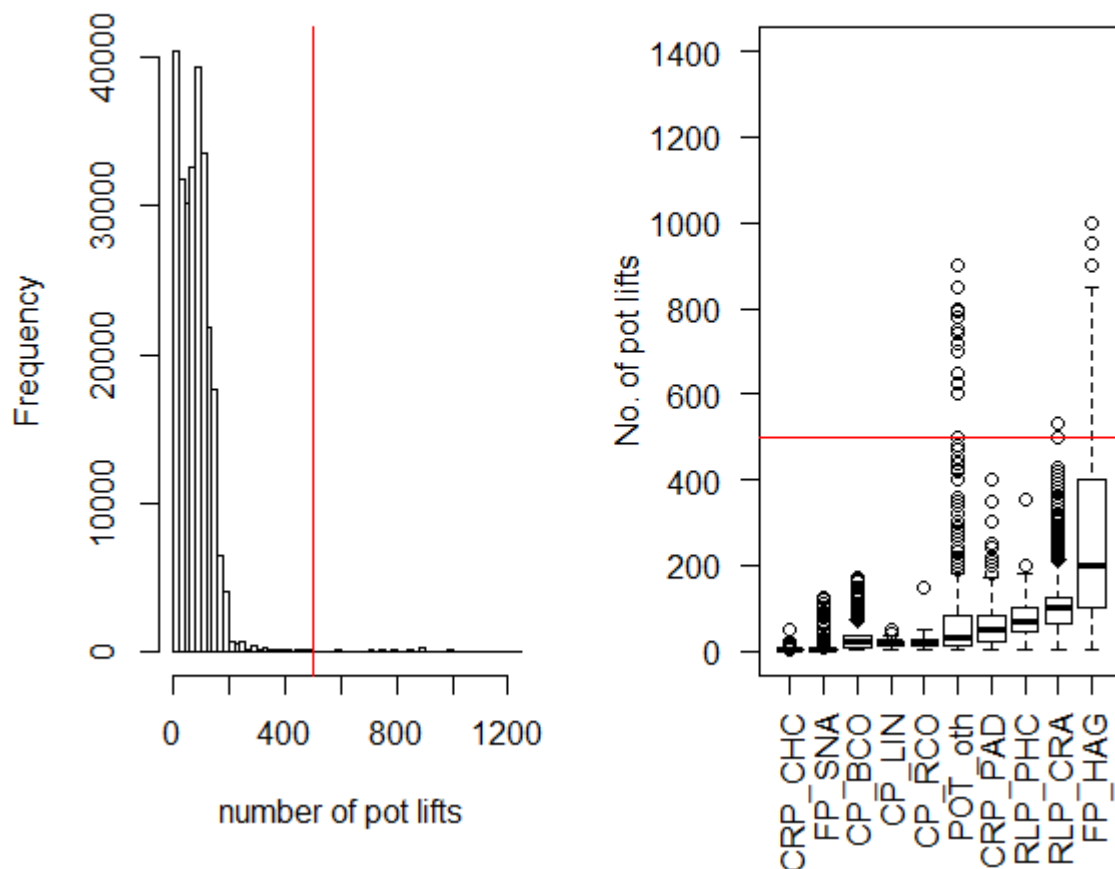 Frequency
40000
30000
20000
10000
0
0 400 800 1200
number of pot lifts
No. of pot lifts
1400
1200
1000
800
600
400
200
0
CRP_CHC
FP_SNA
CP_BCO
CP_LIN
CP_RCO
POT_oth
CRP_PAD
RLP_PHC
RLP_CRA
FP_HAG